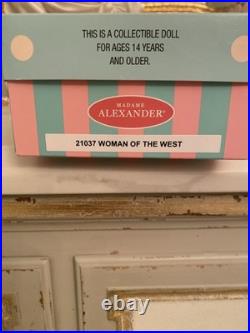 THIS IS A COLLECTIBLE DOLL
FOR AGES 14 YEARS
AND OLDER.
MADAME
ALEXANDER®
21037 WOMAN OF THE WEST